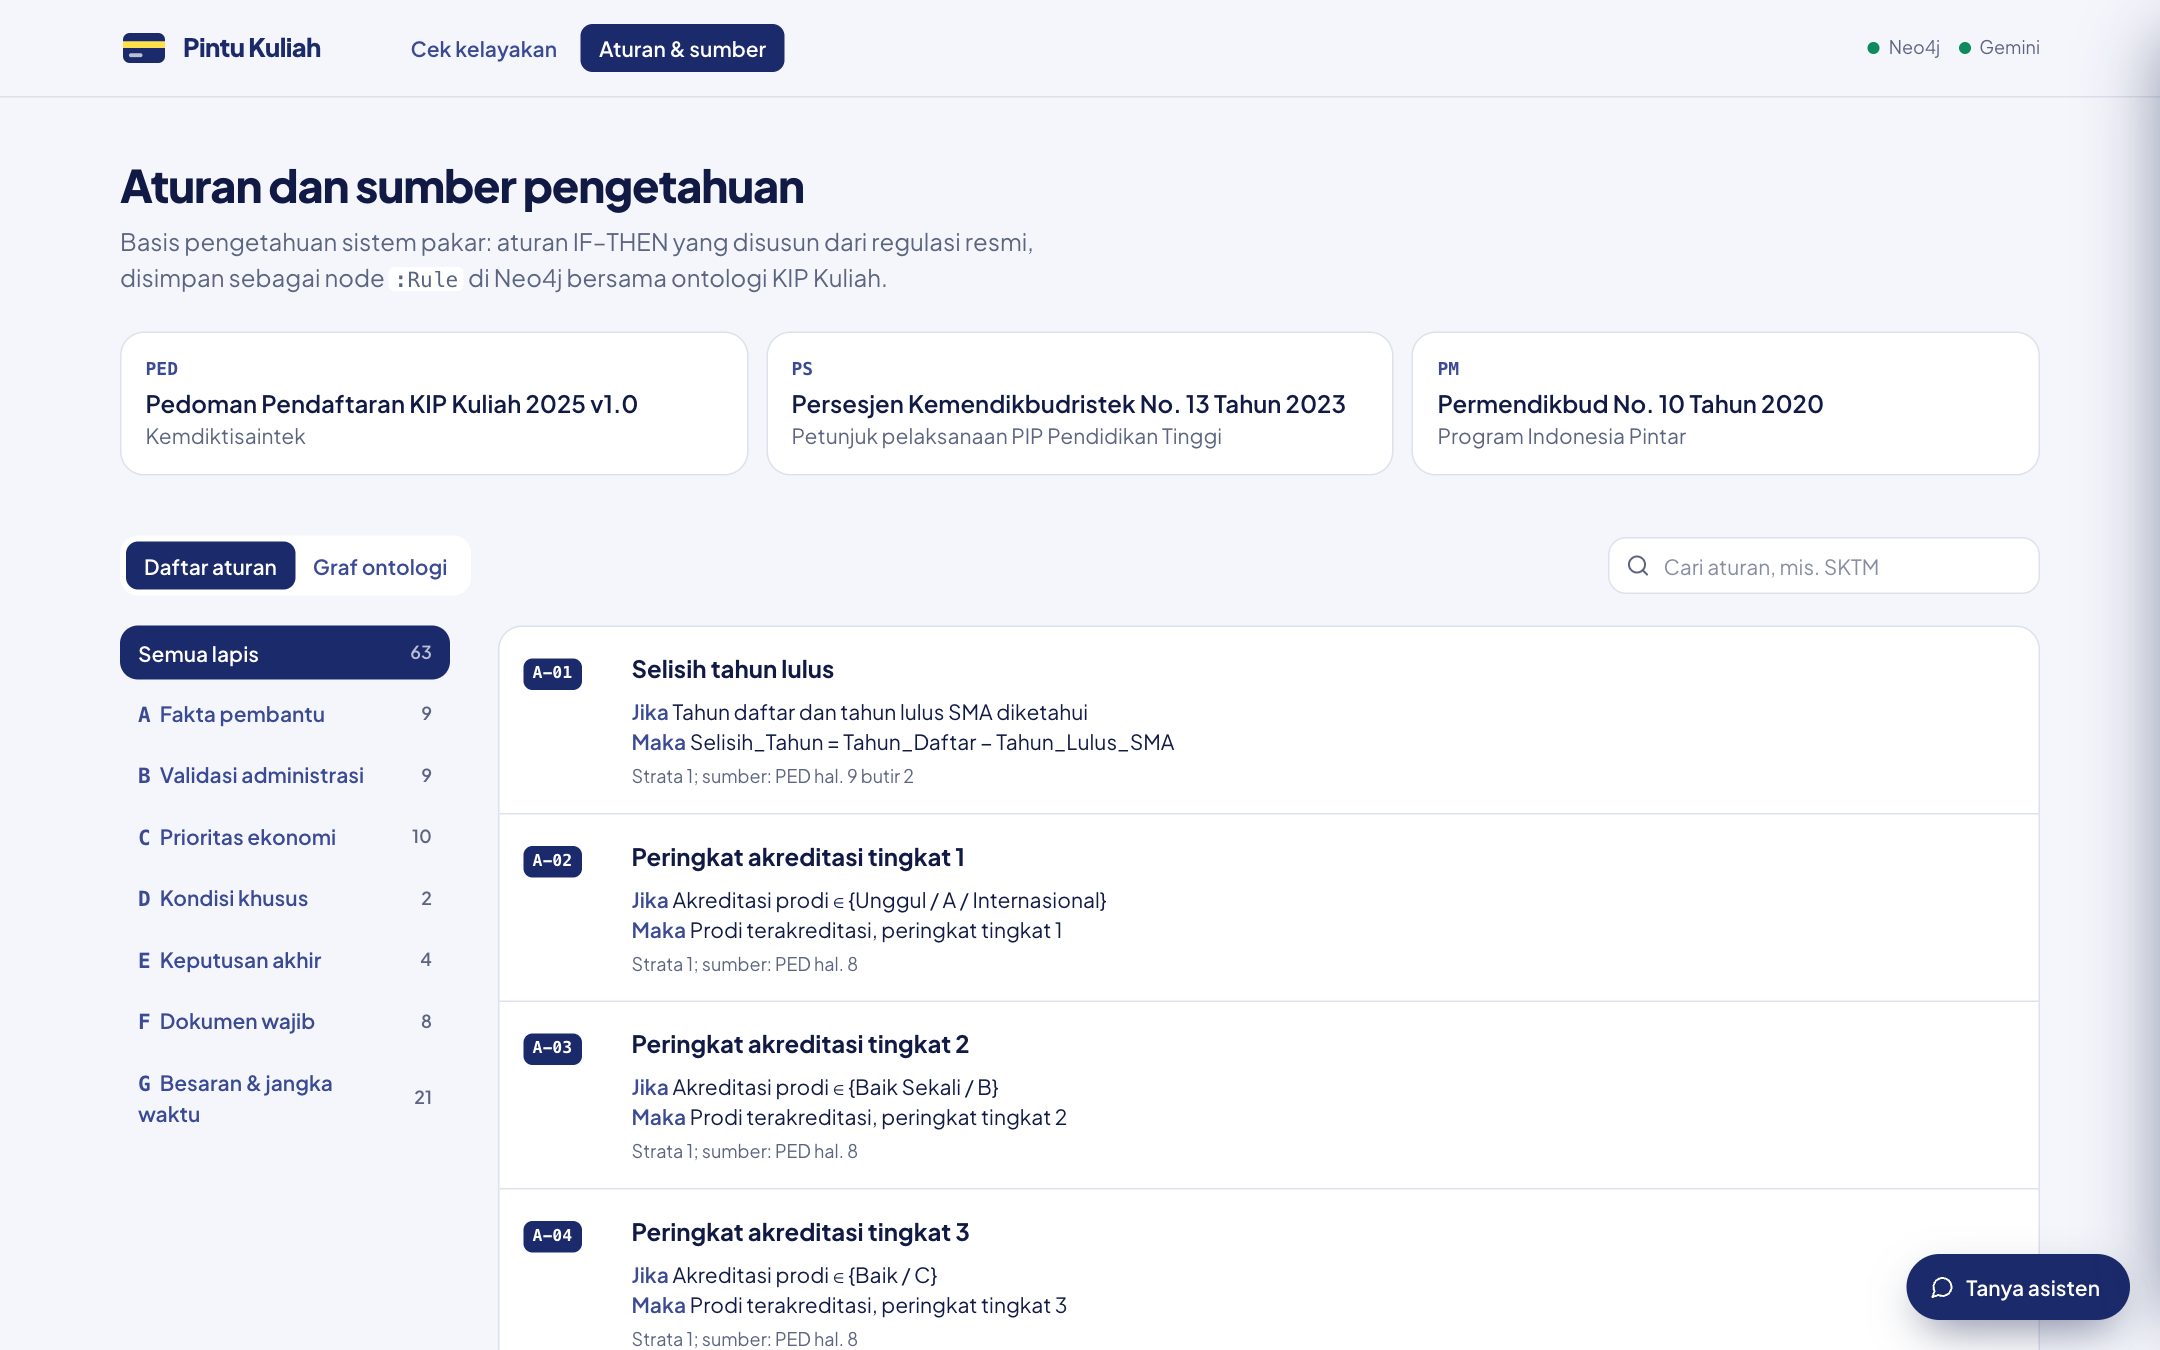 Pintu Kuliah
Cek kelayakan
Aturan & sumber
Neo4j
Gemini
Aturan dan sumber pengetahuan
Basis pengetahuan sistem pakar: aturan IF–THEN yang disusun dari regulasi resmi,
disimpan sebagai node :Rule di Neo4j bersama ontologi KIP Kuliah.
PED
Pedoman Pendaftaran KIP Kuliah 2025 v1.0
Kemdiktisaintek
PS
Persesjen Kemendikbudristek No. 13 Tahun 2023
Petunjuk pelaksanaan PIP Pendidikan Tinggi
PM
Permendikbud No. 10 Tahun 2020
Program Indonesia Pintar
Daftar aturan
Graf ontologi
Cari aturan, mis. SKTM
Semua lapis 63
A Fakta pembantu 9
B Validasi administrasi 9
C Prioritas ekonomi 10
D Kondisi khusus 2
E Keputusan akhir 4
F Dokumen wajib 8
G Besaran & jangka
waktu 21
A-01 Selisih tahun lulus
Jika Tahun daftar dan tahun lulus SMA diketahui
Maka Selisih_Tahun = Tahun_Daftar − Tahun_Lulus_SMA
Strata 1; sumber: PED hal. 9 butir 2
A-02 Peringkat akreditasi tingkat 1
Jika Akreditasi prodi ∈ {Unggul / A / Internasional}
Maka Prodi terakreditasi, peringkat tingkat 1
Strata 1; sumber: PED hal. 8
A-03 Peringkat akreditasi tingkat 2
Jika Akreditasi prodi ∈ {Baik Sekali / B}
Maka Prodi terakreditasi, peringkat tingkat 2
Strata 1; sumber: PED hal. 8
A-04 Peringkat akreditasi tingkat 3
Jika Akreditasi prodi ∈ {Baik / C}
Maka Prodi terakreditasi, peringkat tingkat 3
Strata 1; sumber: PED hal. 8
Tanya asisten